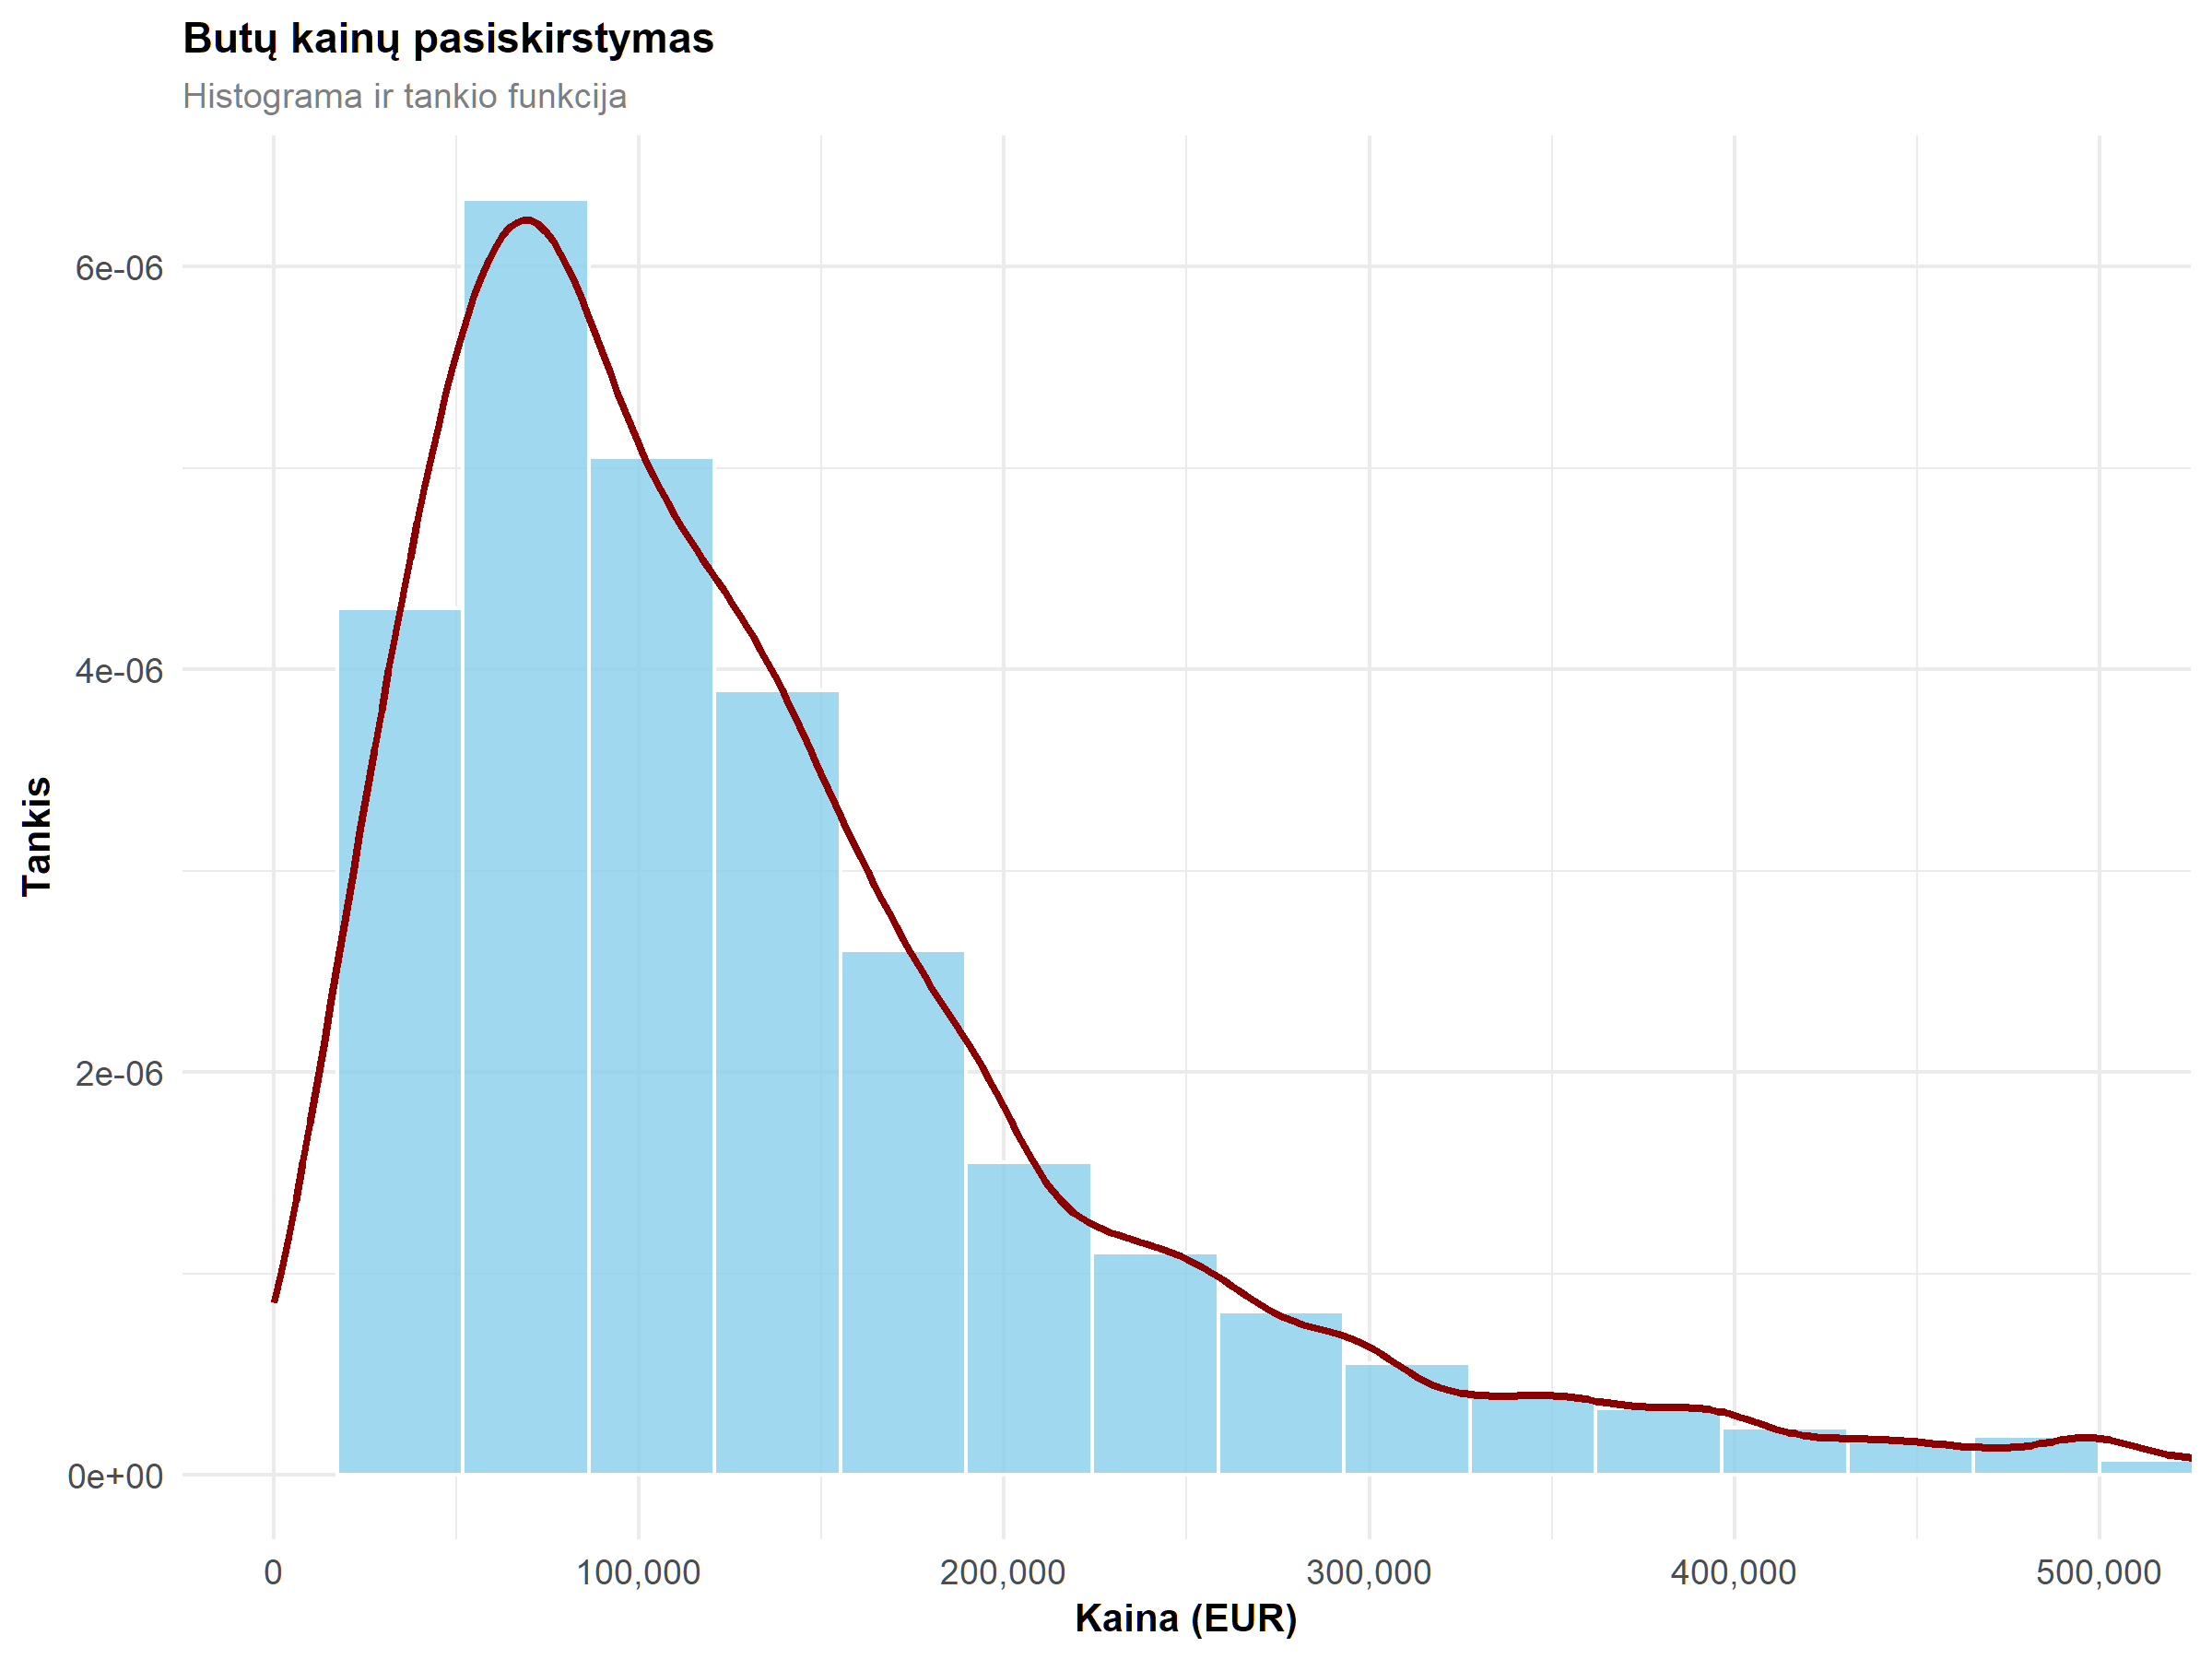 Butų kainų pasiskirstymas
Histograma ir tankio funkcija
Tankis
6e-06
4e-06
2e-06
0e+00
0
100,000
200,000
300,000
400,000
500,000
Kaina (EUR)